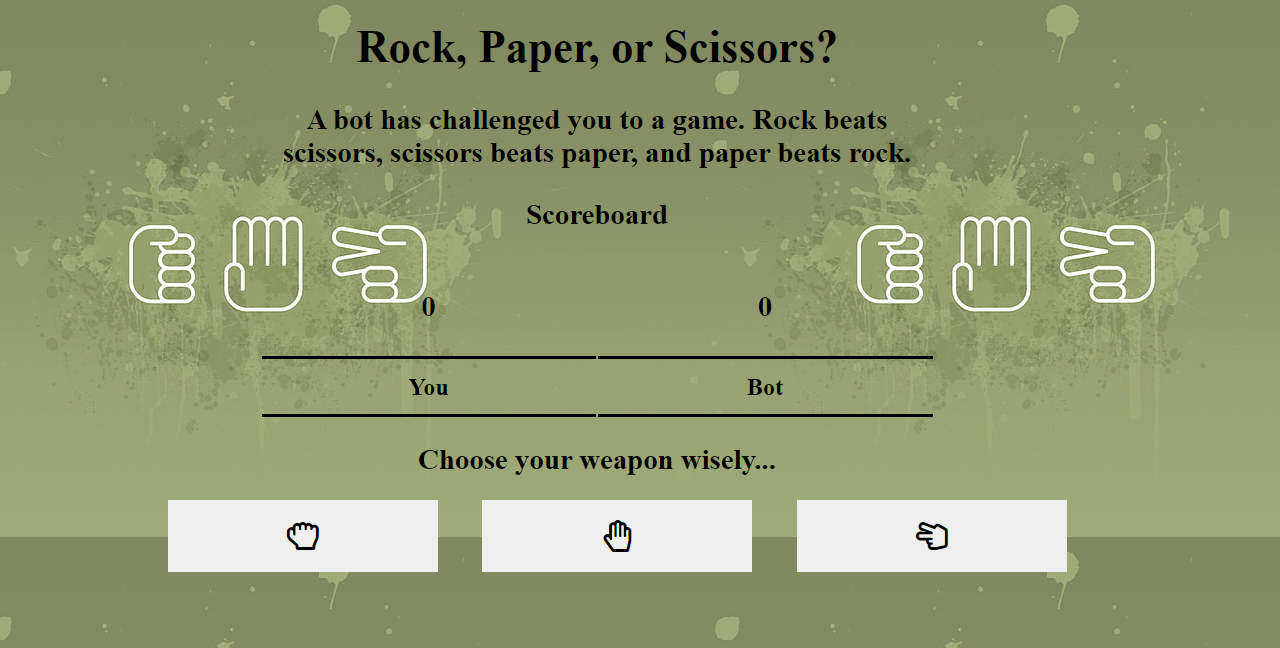 Rock, Paper, or Scissors?
A bot has challenged you to a game. Rock beats
scissors, scissors beats paper, and paper beats rock.
Scoreboard
0 0
You Bot
Choose your weapon wisely...